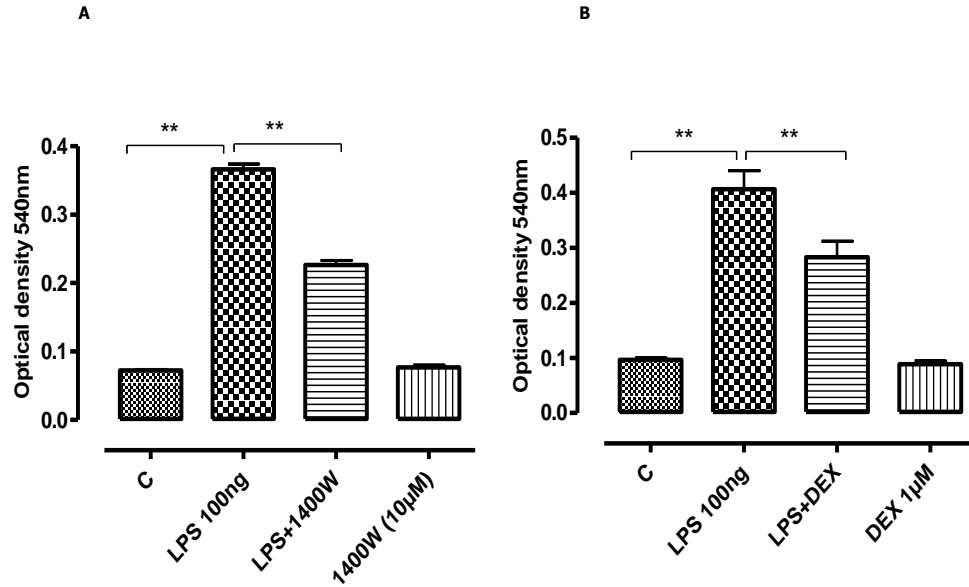 A
Optical density 540nm
0.4
0.3
0.2
0.1
0.0
**
**
C
LPS 100ng
LPS+1400W
1400W (10µM)
B
Optical density 540nm
0.5
0.4
0.3
0.2
0.1
0.0
**
**
C
LPS 100ng
LPS+DEX
DEX 1µM